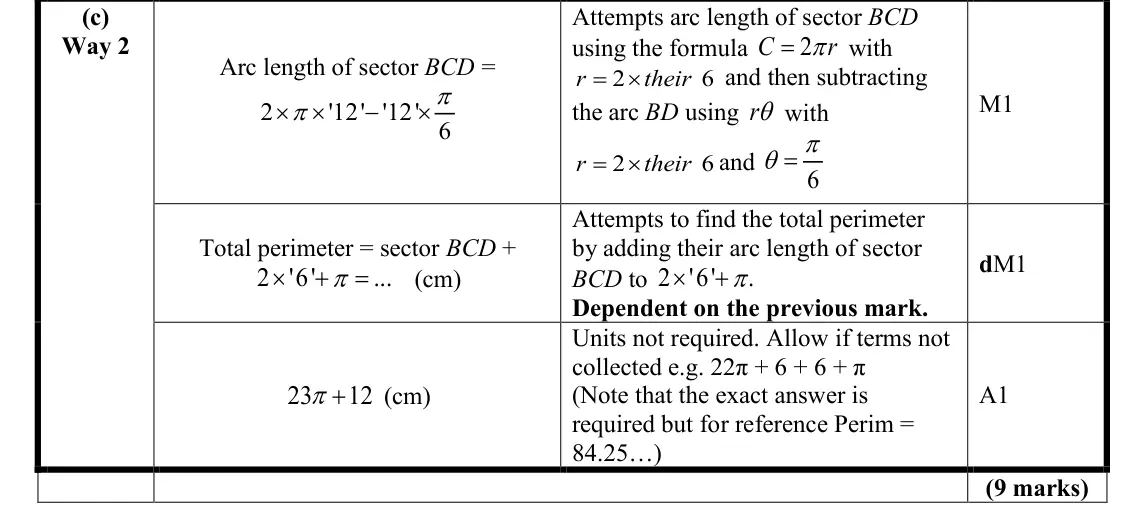 (c)
Way 2
Arc length of sector BCD =
2×π×'12'−'12'×π/6
Attempts arc length of sector BCD
using the formula C = 2πr with
r = 2×their 6 and then subtracting
the arc BD using rθ with
r = 2×their 6 and θ = π/6
M1
Total perimeter = sector BCD +
2×'6'+π = ... (cm)
Attempts to find the total perimeter
by adding their arc length of sector
BCD to 2×'6'+π.
Dependent on the previous mark.
dM1
23π+12 (cm)
Units not required. Allow if terms not
collected e.g. 22π + 6 + 6 + π
(Note that the exact answer is
required but for reference Perim =
84.25…)
A1
(9 marks)